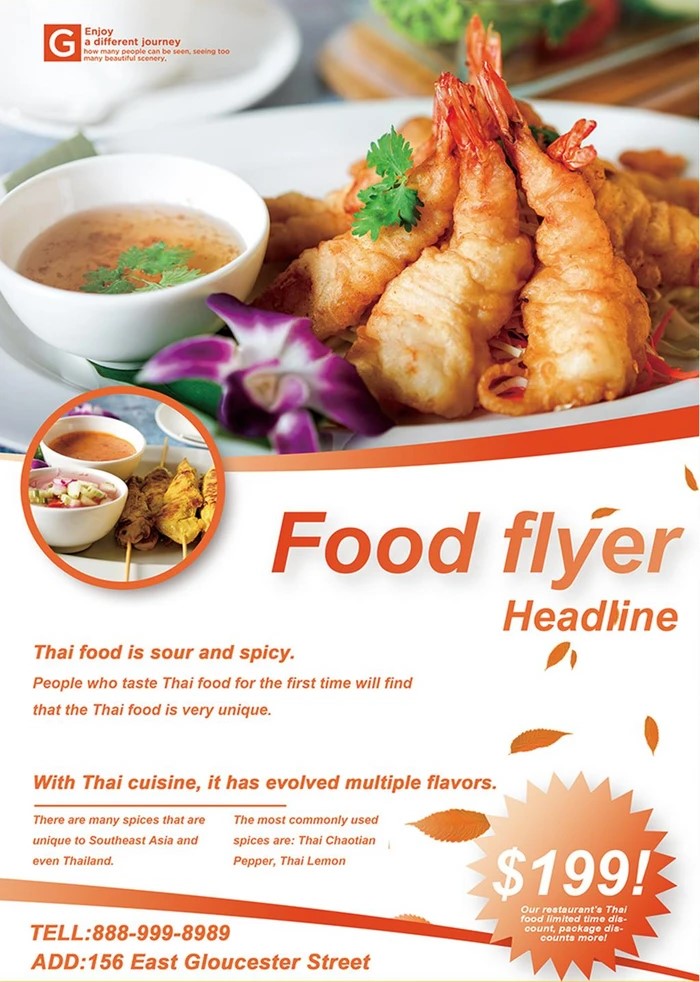 G
Enjoy
a different journey
how many people can be seen, seeing too
many beautiful scenery,
Food flyer
Headline
Thai food is sour and spicy.
People who taste Thai food for the first time will find
that the Thai food is very unique.
With Thai cuisine, it has evolved multiple flavors.
There are many spices that are
unique to Southeast Asia and
even Thailand.
The most commonly used
spices are: Thai Chaotian
Pepper, Thai Lemon
$199!
Our restaurant's Thai
food limited time dis-
count, package dis-
counts more!
TELL:888-999-8989
ADD:156 East Gloucester Street